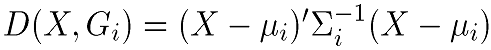 D(X, G_i) = (X − μ_i)′Σ_i^{-1}(X − μ_i)